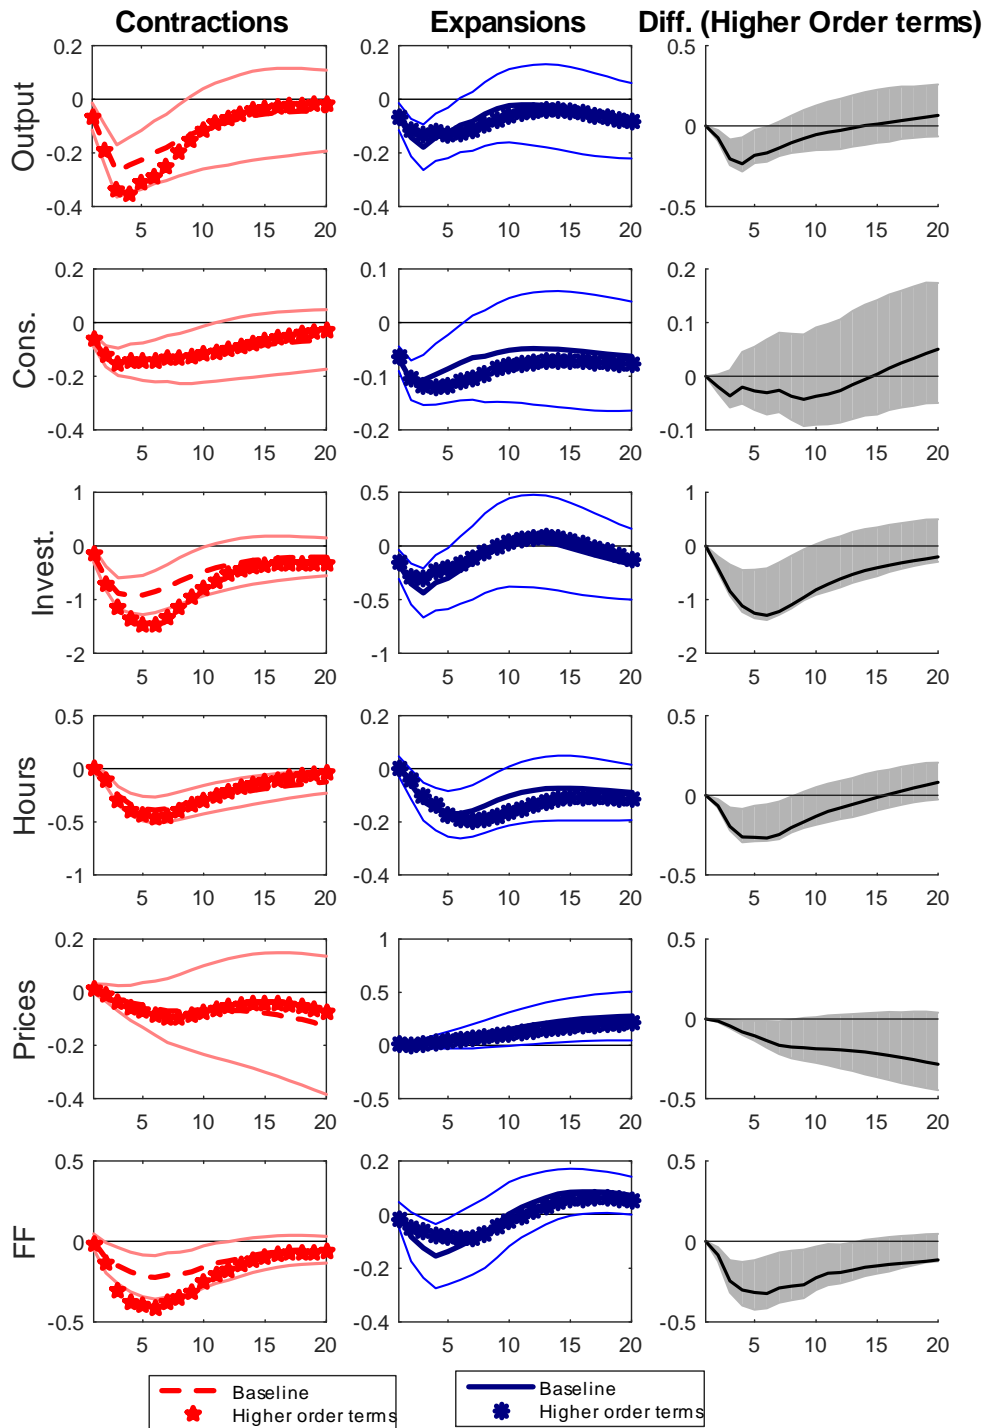 Contractions Expansions Diff. (Higher Order terms)
Output
0.2 0 -0.2 -0.4
5 10 15 20
0.2 0 -0.2 -0.4
5 10 15 20
0.5 0 -0.5
5 10 15 20
Cons.
0.2 0 -0.2 -0.4
5 10 15 20
0.1 0 -0.1 -0.2
5 10 15 20
0.2 0.1 0 -0.1
5 10 15 20
Invest.
1 0 -1 -2
5 10 15 20
0.5 0 -0.5 -1
5 10 15 20
1 0 -1 -2
5 10 15 20
Hours
0.5 0 -0.5 -1
5 10 15 20
0.2 0 -0.2 -0.4
5 10 15 20
0.5 0 -0.5
5 10 15 20
Prices
0.2 0 -0.2 -0.4
5 10 15 20
1 0.5 0 -0.5
5 10 15 20
0.5 0 -0.5
5 10 15 20
FF
0.5 0 -0.5
5 10 15 20
0.2 0 -0.2 -0.4
5 10 15 20
0.5 0 -0.5
5 10 15 20
Baseline
Higher order terms
Baseline
Higher order terms